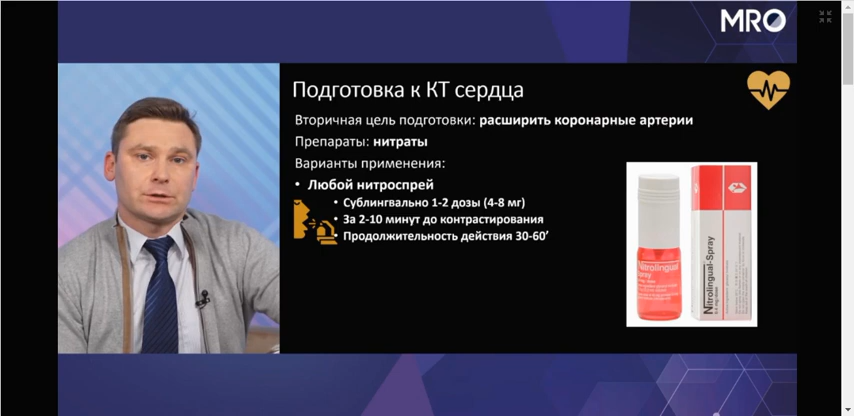 MRO
Подготовка к КТ сердца
Вторичная цель подготовки: расширить коронарные артерии
Препараты: нитраты
Варианты применения:
• Любой нитроспрей
• Сублингвально 1-2 дозы (4-8 мг)
• За 2-10 минут до контрастирования
• Продолжительность действия 30-60’
Nitrolingual
Spray
Nitrolingual-Spray